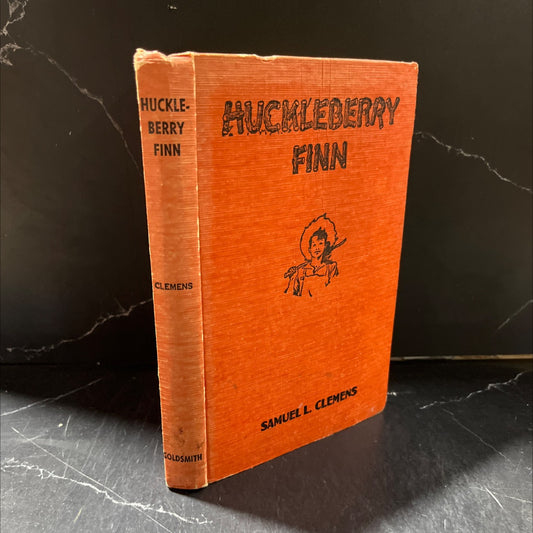 HUCKLE-
BERRY
FINN
CLEMENS
GOLDSMITH
HUCKLEBERRY
FINN
SAMUEL L. CLEMENS